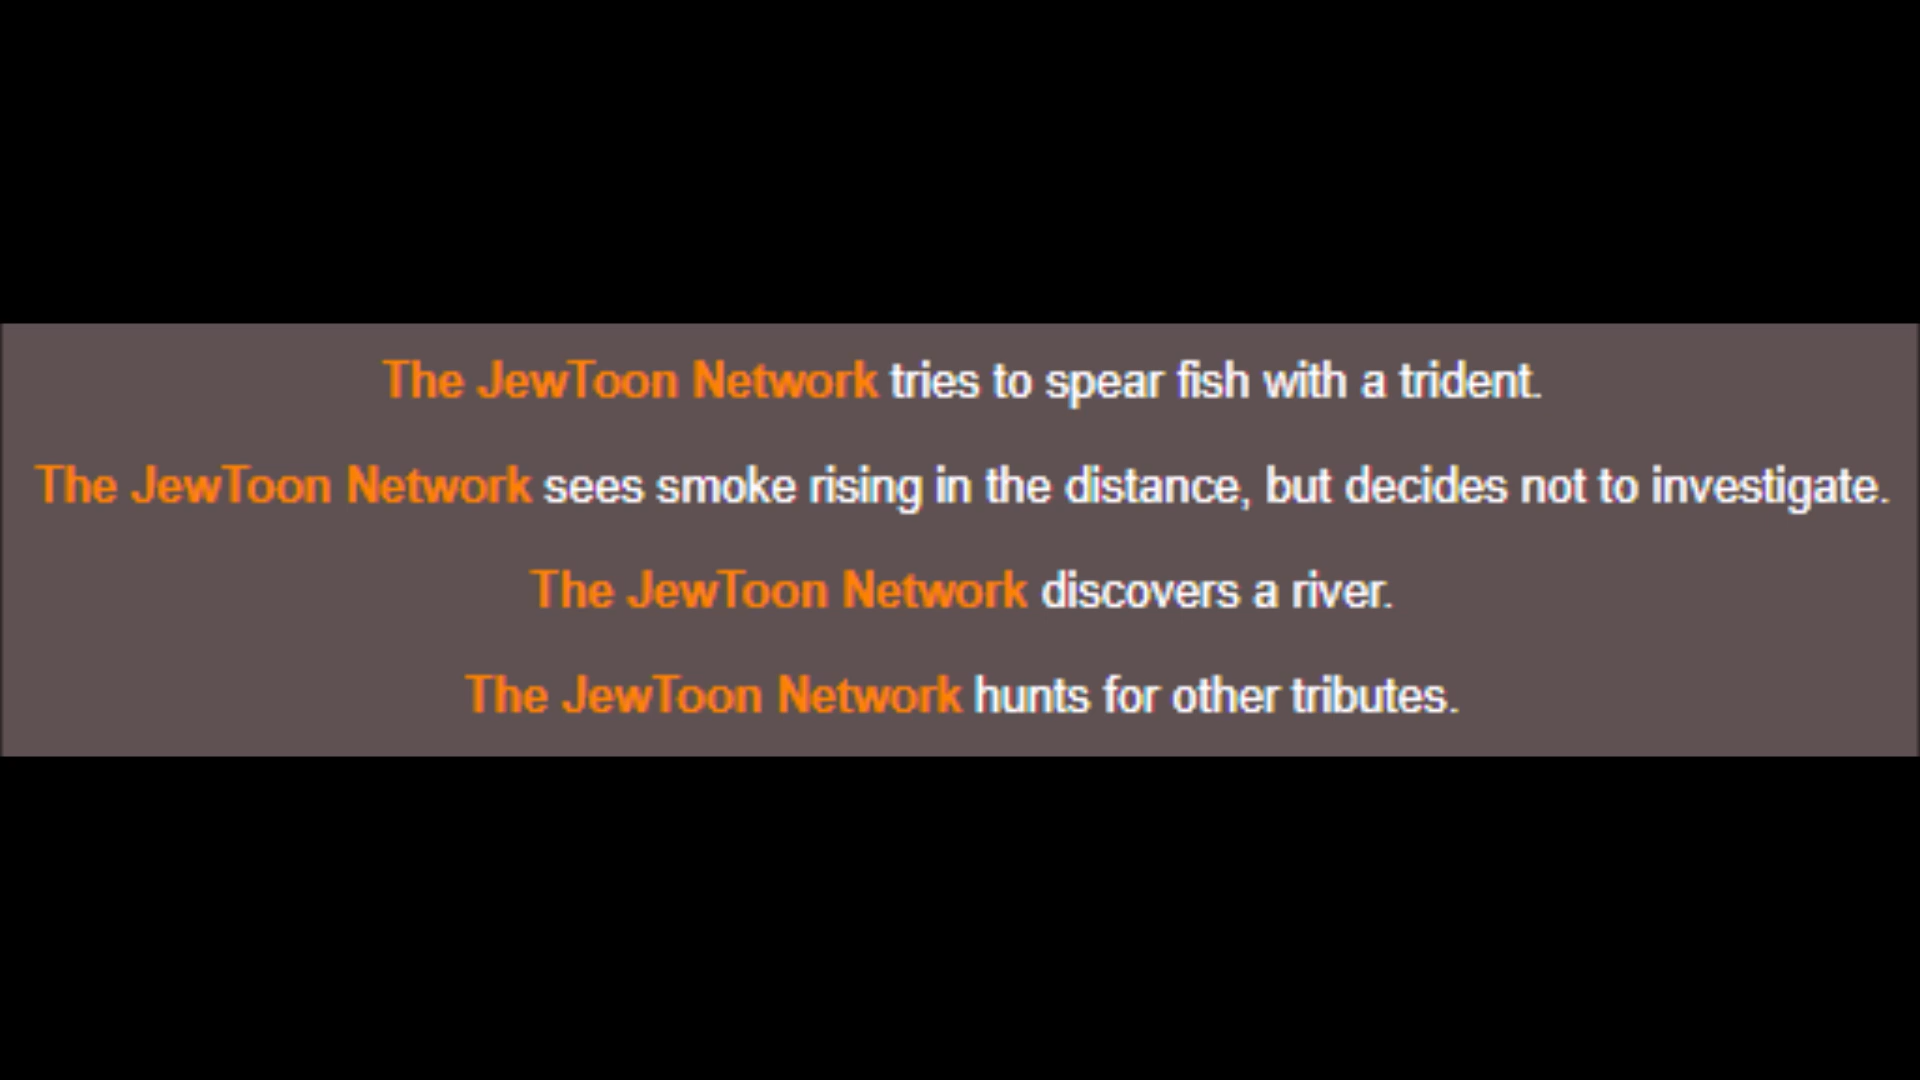 The JewToon Network tries to spear fish with a trident.
The JewToon Network sees smoke rising in the distance, but decides not to investigate.
The JewToon Network discovers a river.
The JewToon Network hunts for other tributes.